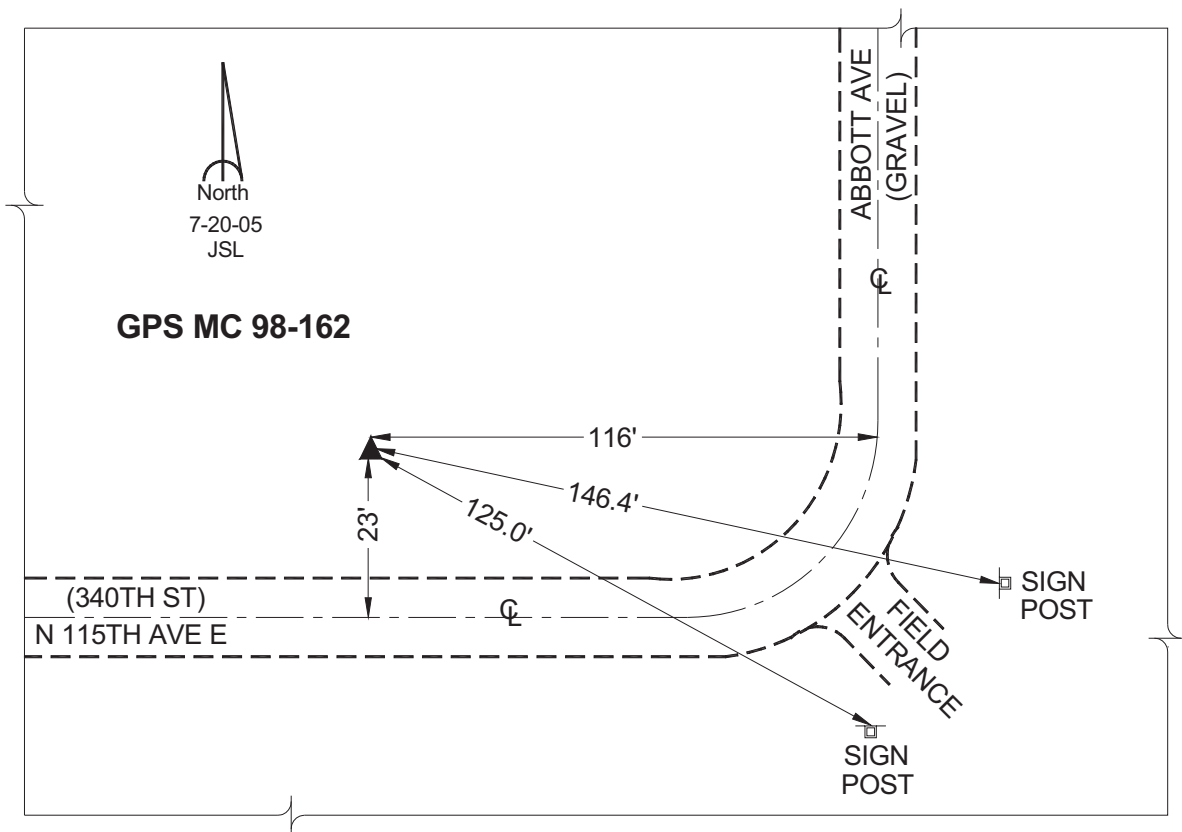 North
7-20-05
JSL
GPS MC 98-162
ABBOTT AVE
(GRAVEL)
℄
116'
146.4'
125.0'
23'
(340TH ST)
℄
N 115TH AVE E
FIELD
ENTRANCE
SIGN
POST
SIGN
POST